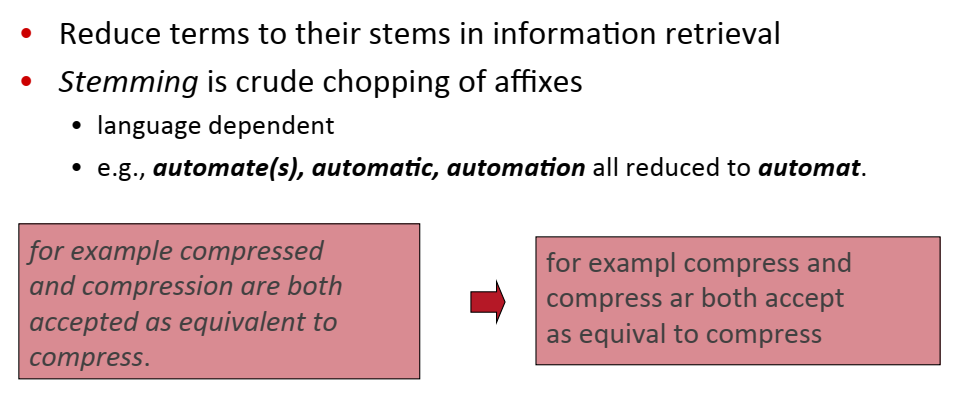 • Reduce terms to their stems in information retrieval
• Stemming is crude chopping of affixes
• language dependent
• e.g., automate(s), automatic, automation all reduced to automat.
for example compressed
and compression are both
accepted as equivalent to
compress.
for exampl compress and
compress ar both accept
as equival to compress